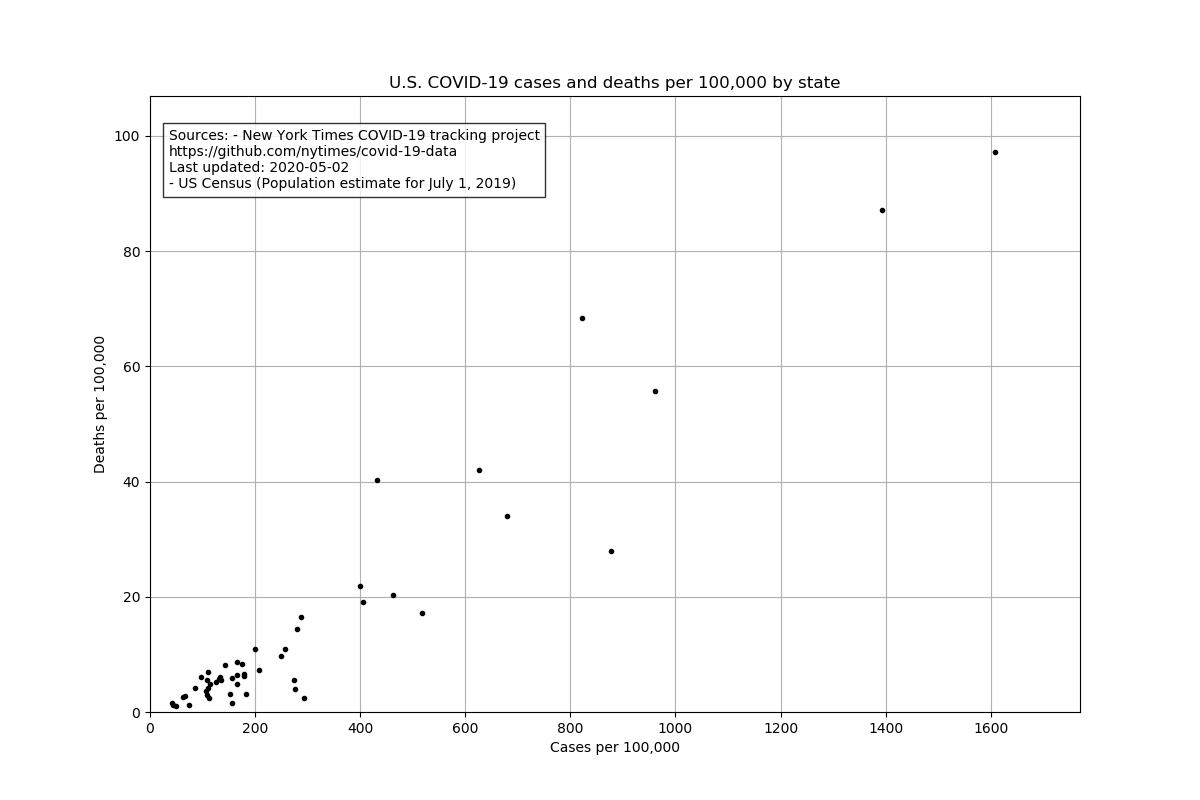 U.S. COVID-19 cases and deaths per 100,000 by state
Sources: - New York Times COVID-19 tracking project
https://github.com/nytimes/covid-19-data
Last updated: 2020-05-02
- US Census (Population estimate for July 1, 2019)
100
80
60
40
20
0
Deaths per 100,000
0 200 400 600 800 1000 1200 1400 1600
Cases per 100,000